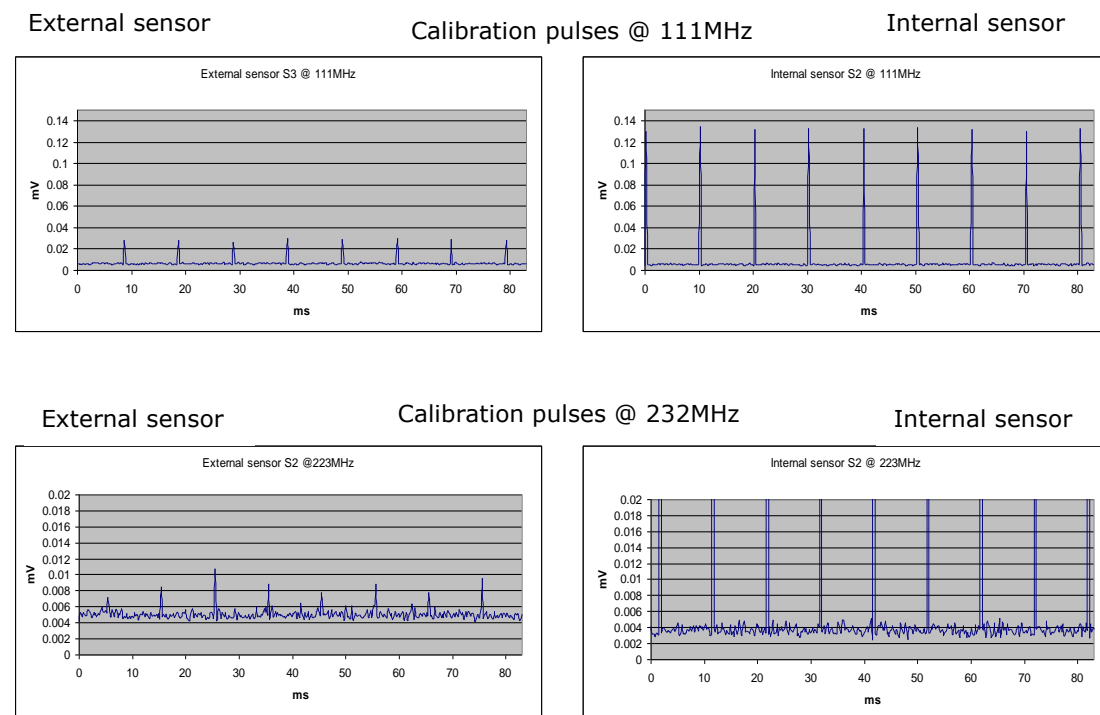 External sensor
Calibration pulses @ 111MHz
Internal sensor
External sensor S3 @ 111MHz
0.14
0.12
0.1
0.08
0.06
0.04
0.02
0
mV
0 10 20 30 40 50 60 70 80
ms
Internal sensor S2 @ 111MHz
0.14
0.12
0.1
0.08
0.06
0.04
0.02
0
mV
0 10 20 30 40 50 60 70 80
ms
External sensor
Calibration pulses @ 232MHz
Internal sensor
External sensor S2 @223MHz
0.02
0.018
0.016
0.014
0.012
0.01
0.008
0.006
0.004
0.002
0
mV
0 10 20 30 40 50 60 70 80
ms
Internal sensor S2 @ 223MHz
0.02
0.018
0.016
0.014
0.012
0.01
0.008
0.006
0.004
0.002
0
mV
0 10 20 30 40 50 60 70 80
ms